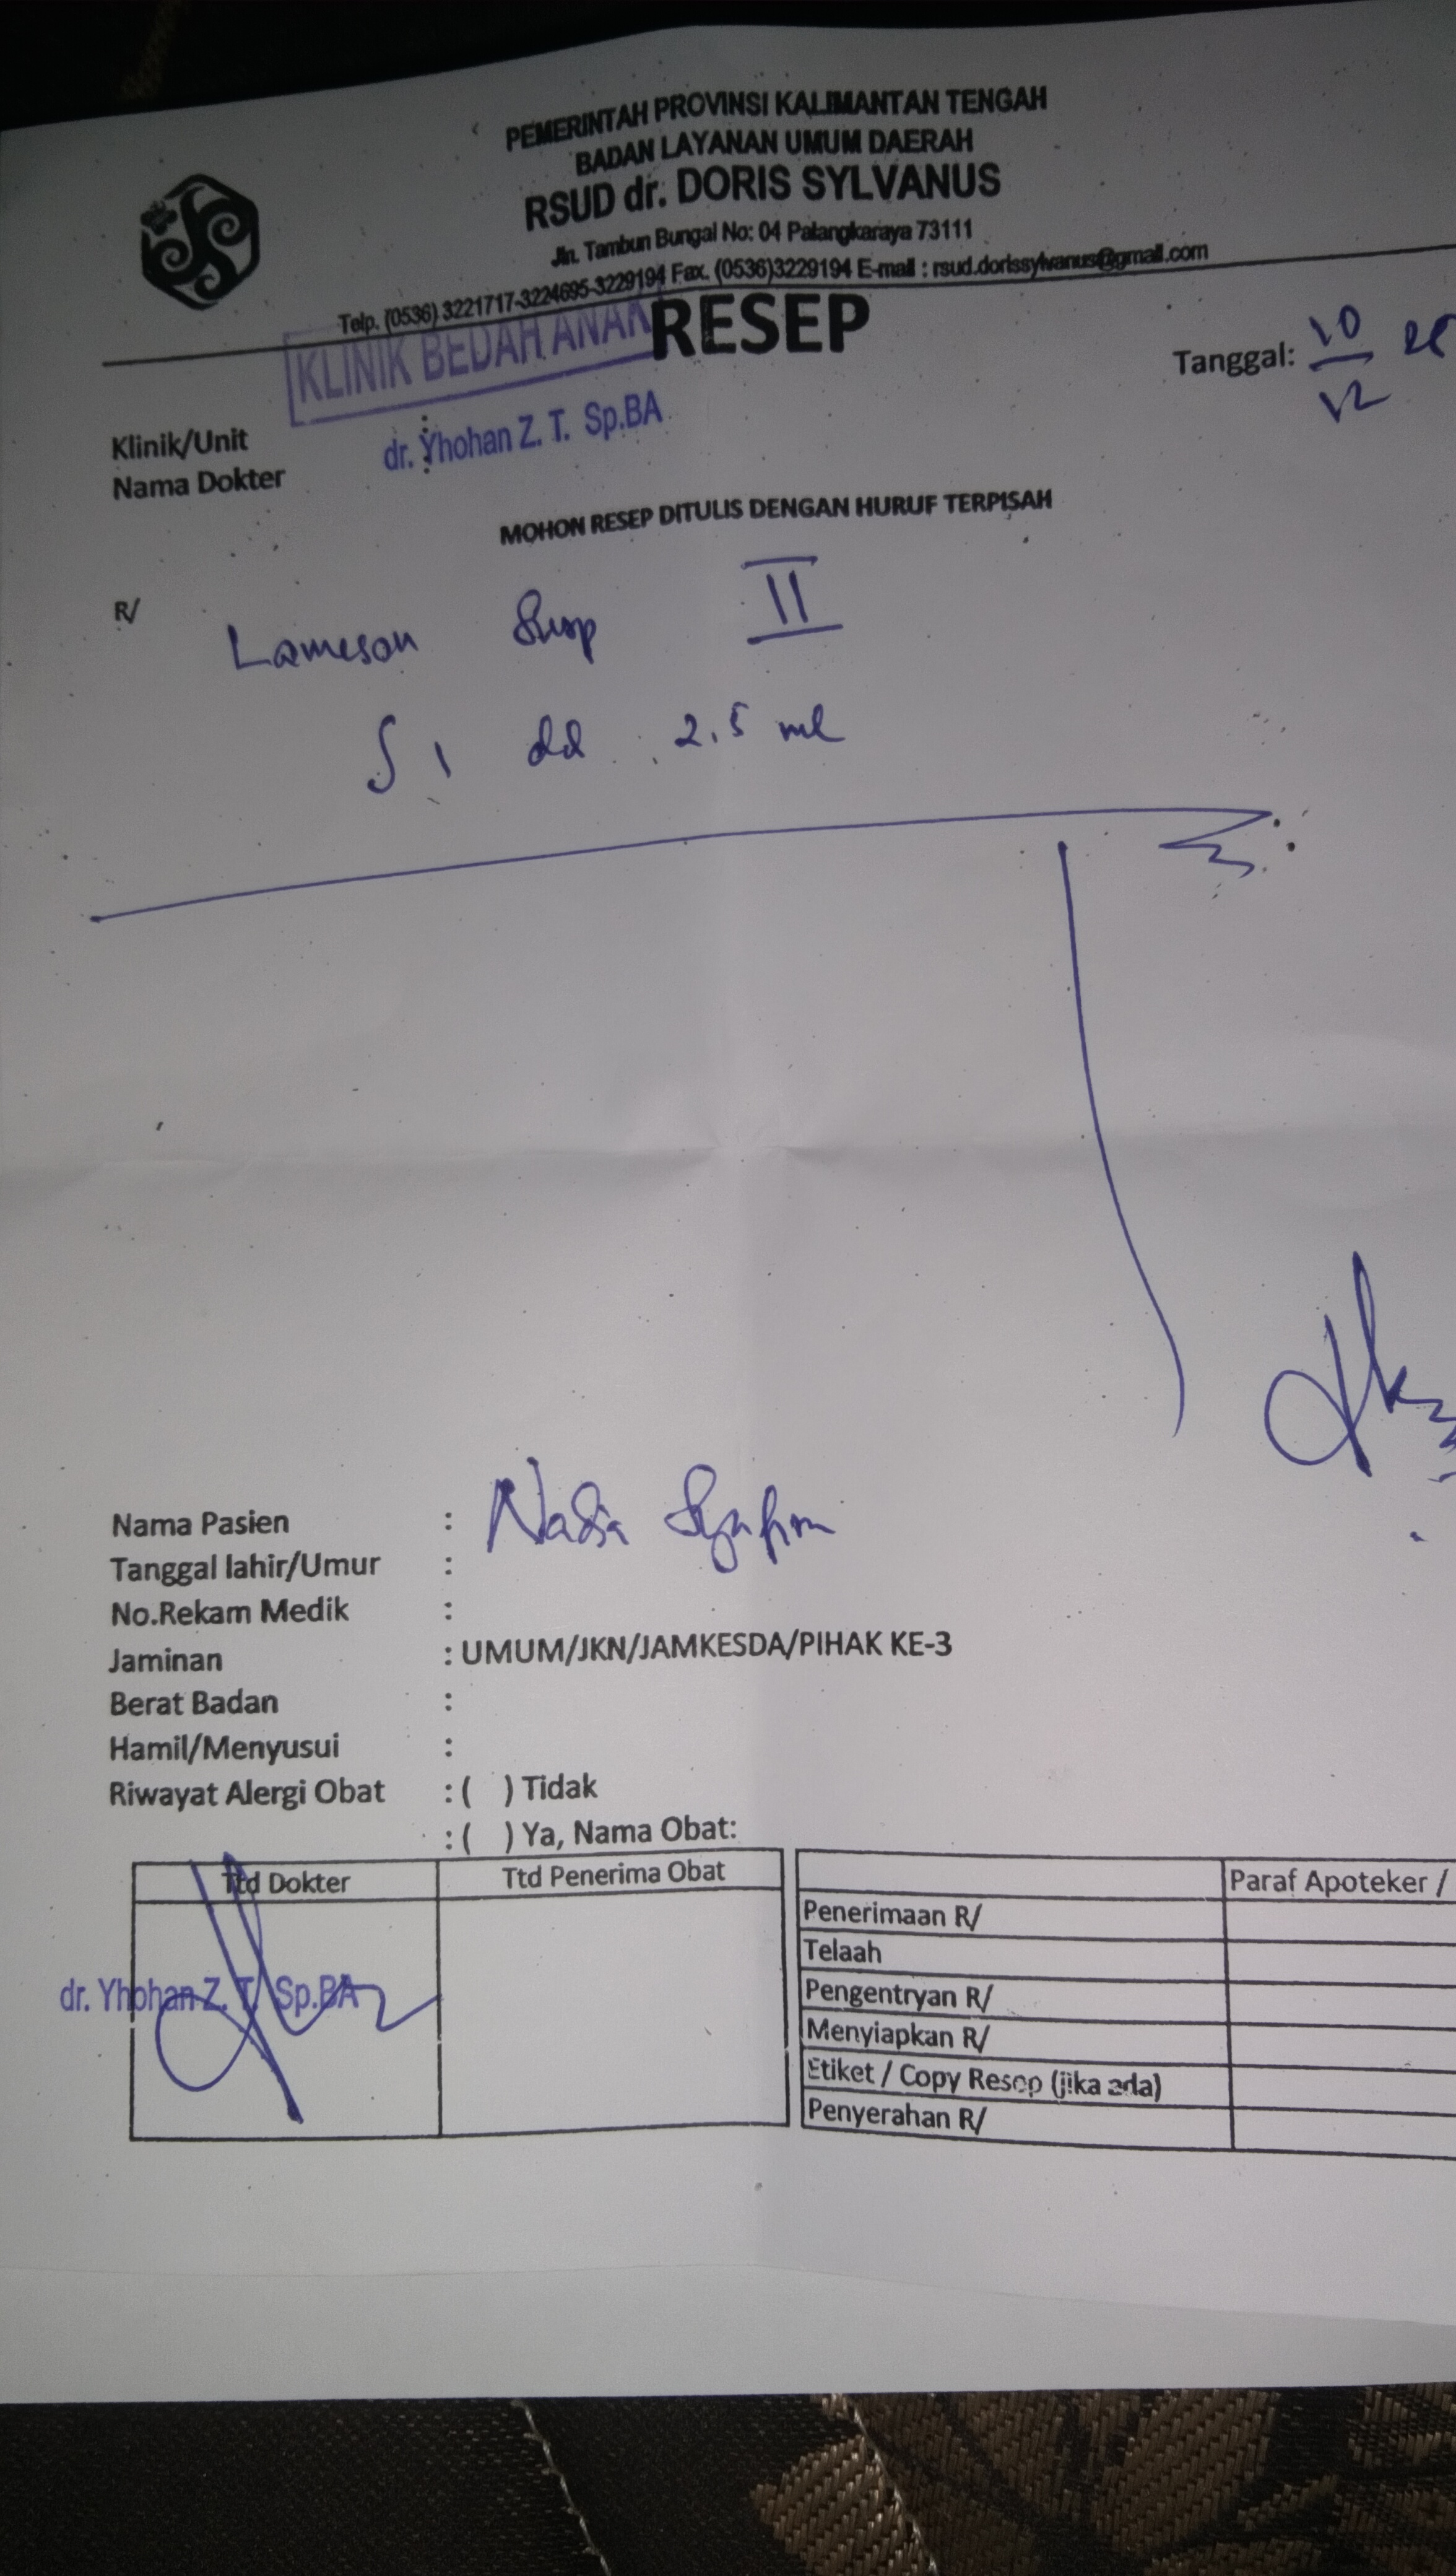 PEMERINTAH PROVINSI KALIMANTAN TENGAH
BADAN LAYANAN UMUM DAERAH
RSUD dr. DORIS SYLVANUS
Jln. Tambun Bungai No: 04 Palangkaraya 73111
Telp. (0536) 3221717-3224695-3229194 Fax. (0536)3229194 E-mail : rsud.dorissylvanus@gmail.com
KLINIK BEDAH ANAK
RESEP
Tanggal: 10/12
Klinik/Unit :
Nama Dokter : dr. Yhohan Z. T. Sp.BA
MOHON RESEP DITULIS DENGAN HURUF TERPISAH
R/ Lameson Susp II
S 1 dd 2.5 ml
Nama Pasien : Nadia
Tanggal lahir/Umur :
No.Rekam Medik :
Jaminan : UMUM/JKN/JAMKESDA/PIHAK KE-3
Berat Badan :
Hamil/Menyusui :
Riwayat Alergi Obat : ( ) Tidak
: ( ) Ya, Nama Obat:
Ttd Dokter Ttd Penerima Obat
dr. Yhohan Z. T. Sp.BA
Paraf Apoteker /
Penerimaan R/
Telaah
Pengentryan R/
Menyiapkan R/
Etiket / Copy Resep (jika ada)
Penyerahan R/